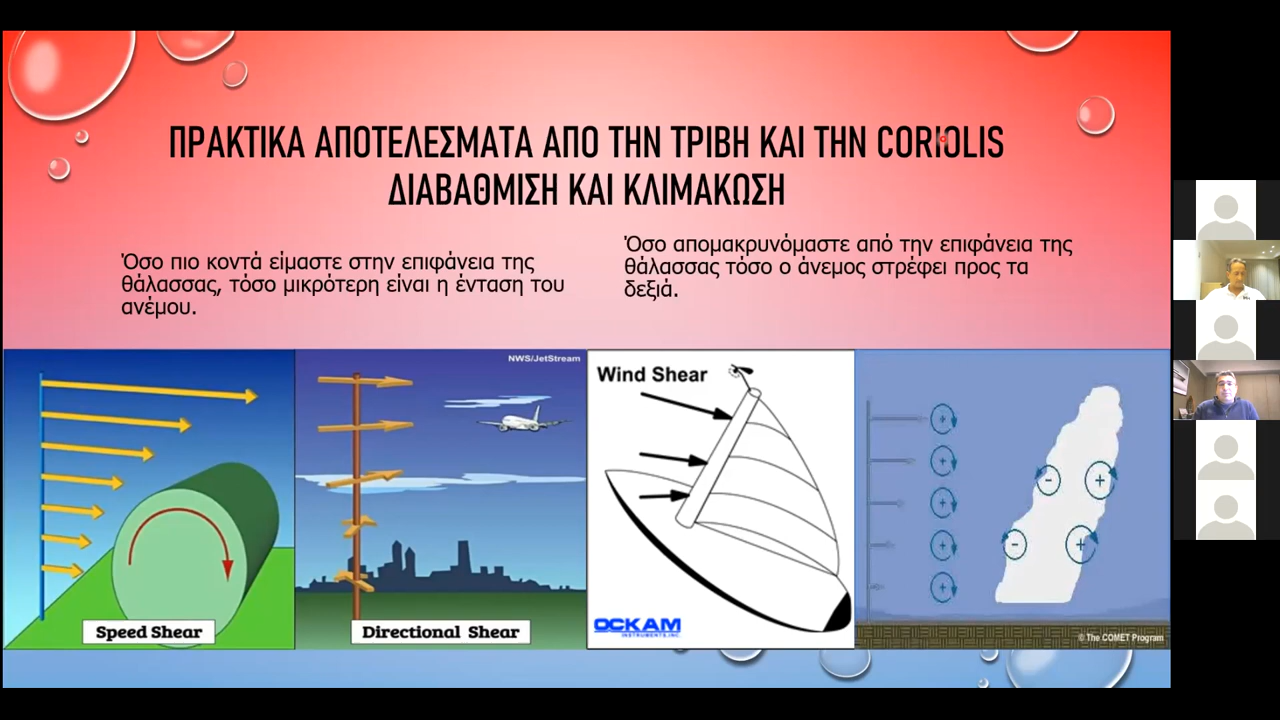 ΠΡΑΚΤΙΚΑ ΑΠΟΤΕΛΕΣΜΑΤΑ ΑΠΟ ΤΗΝ ΤΡΙΒΗ ΚΑΙ ΤΗΝ CORIOLIS
ΔΙΑΒΑΘΜΙΣΗ ΚΑΙ ΚΛΙΜΑΚΩΣΗ
Όσο πιο κοντά είμαστε στην επιφάνεια της
θάλασσας, τόσο μικρότερη είναι η ένταση του
ανέμου.
Όσο απομακρυνόμαστε από την επιφάνεια της
θάλασσας τόσο ο άνεμος στρέφει προς τα
δεξιά.
Speed Shear
NWS/JetStream
Directional Shear
Wind Shear
OCKAM
INSTRUMENTS, INC.
© The COMET Program